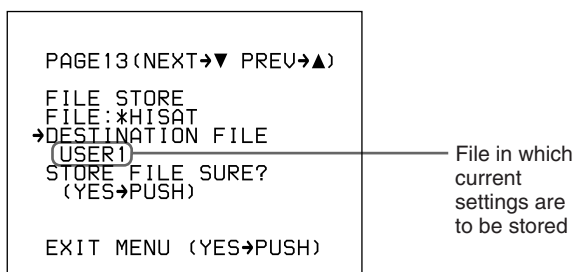 PAGE13(NEXT→▼ PREV→▲)
FILE STORE
FILE:*HISAT
→DESTINATION FILE
USER1
STORE FILE SURE?
(YES→PUSH)
EXIT MENU (YES→PUSH)
File in which
current
settings are
to be stored